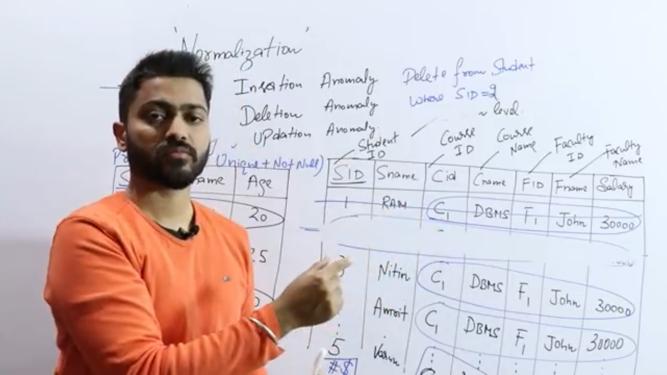 "Normalization"
Insertion Anomaly
Deletion Anomaly
Updation Anomaly
Delete from Student
Where SID=2
~ level.
Student ID
Course ID
Course Name
Faculty ID
Faculty Name
Unique + Not Null)
Age
20
25
SID Sname Cid Cname FID Fname Salary
1 RAM C1 DBMS F1 John 30000
Nitin C1 DBMS F1 John 30000
Amrit C1 DBMS F1 John 30000
5 Varun